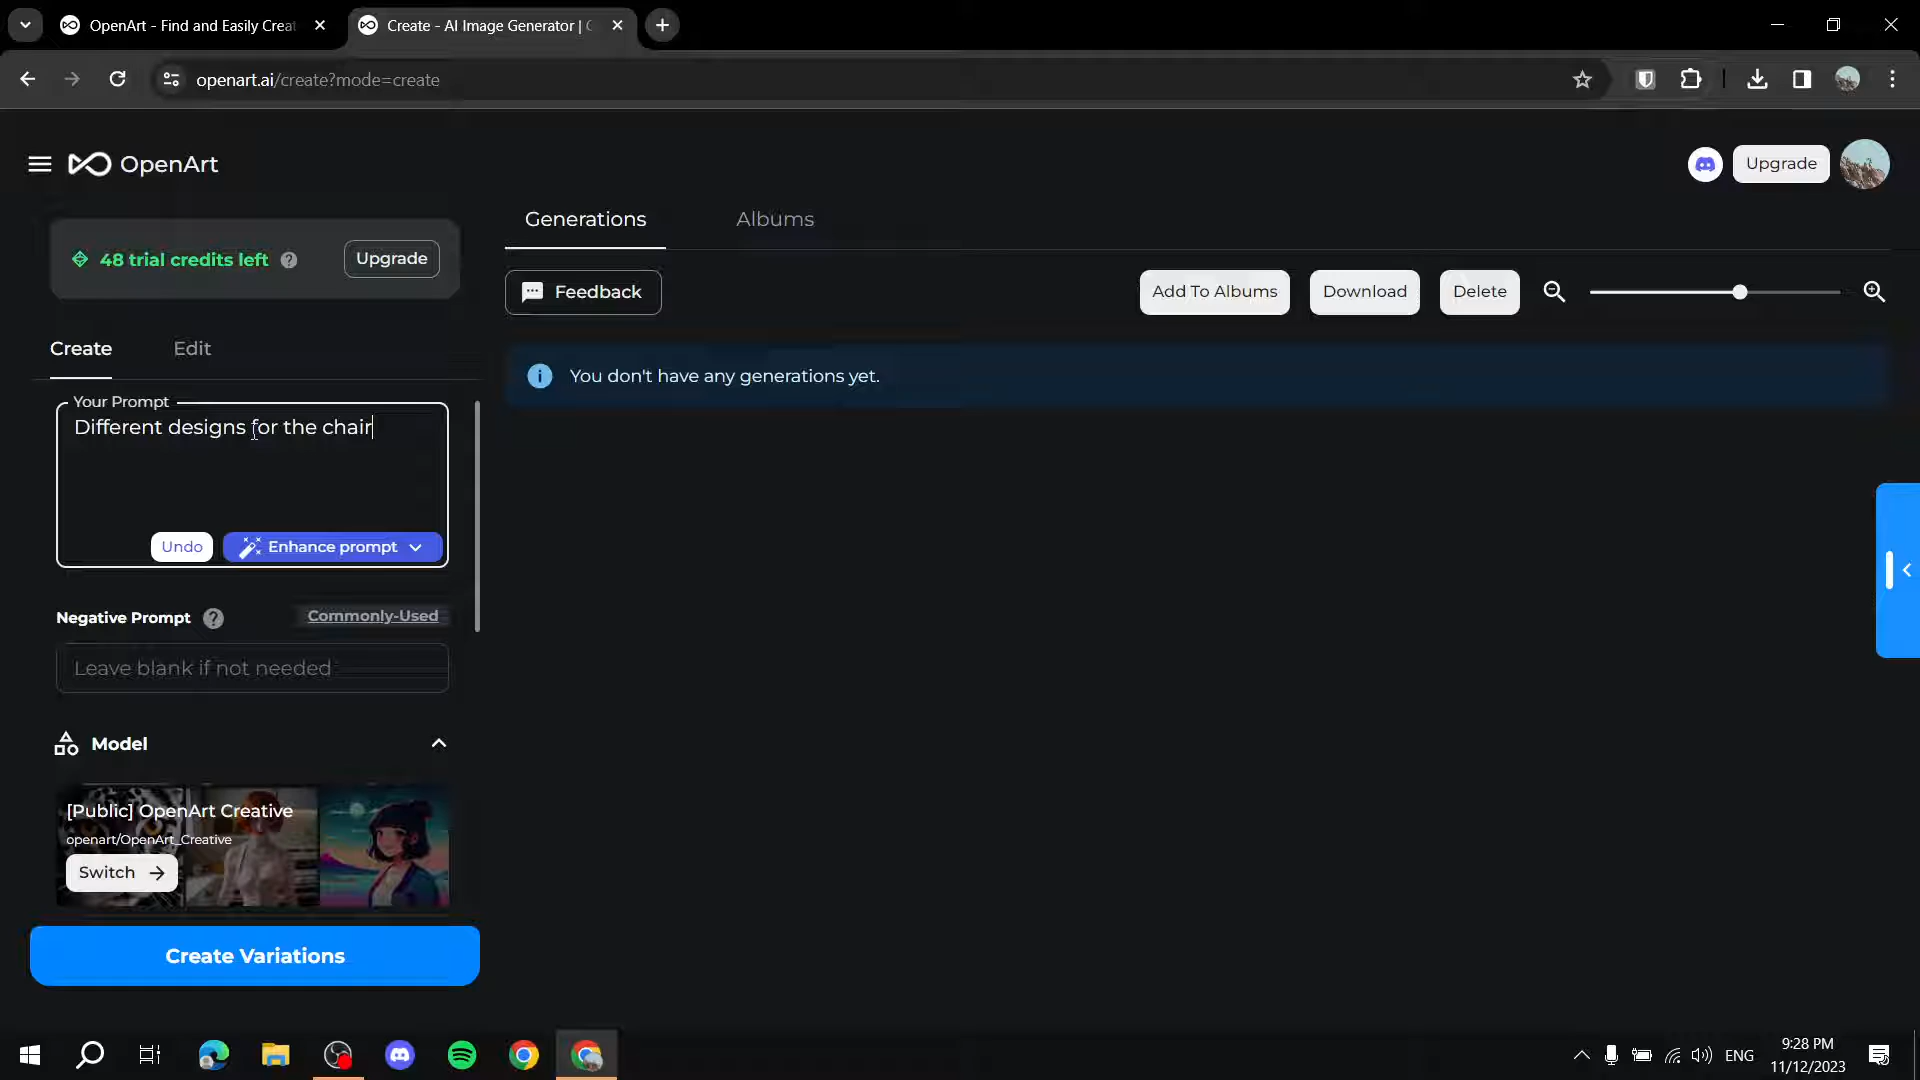 OpenArt - Find and Easily Creat
Create - AI Image Generator |
openart.ai/create?mode=create
OpenArt
Upgrade
Generations
Albums
48 trial credits left
Upgrade
Feedback
Add To Albums
Download
Delete
Create
Edit
You don't have any generations yet.
Your Prompt
Different designs for the chair
Undo
Enhance prompt
Negative Prompt
Commonly-Used
Leave blank if not needed
Model
[Public] OpenArt Creative
openart/OpenArt_Creative
Switch
Create Variations
ENG
9:28 PM
11/12/2023